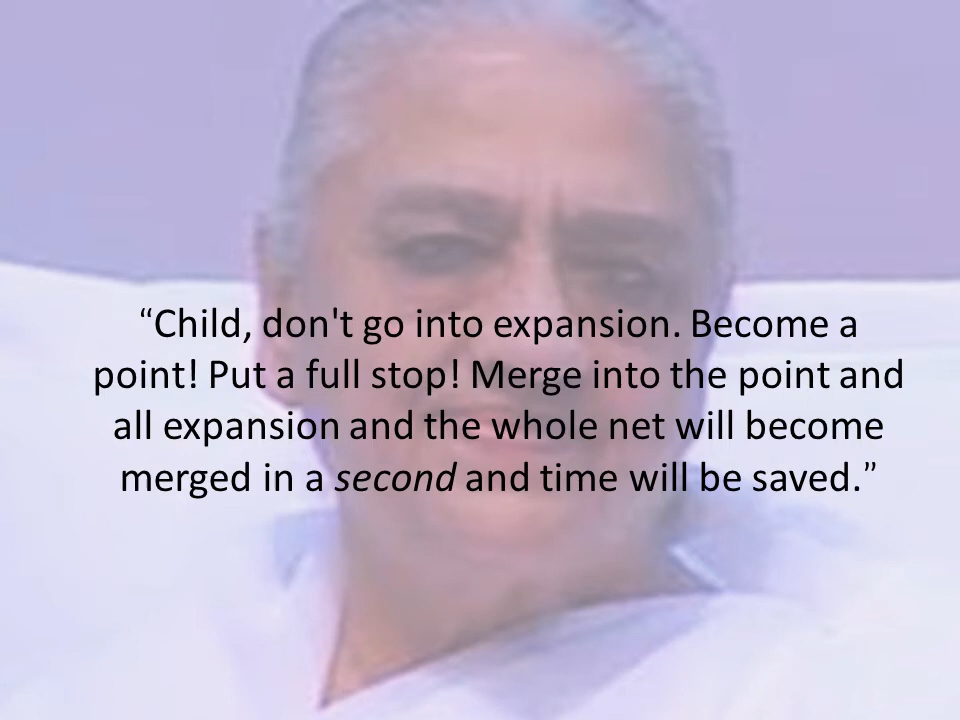 “Child, don't go into expansion. Become a
point! Put a full stop! Merge into the point and
all expansion and the whole net will become
merged in a second and time will be saved.”